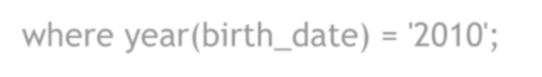 where year(birth_date) = '2010';